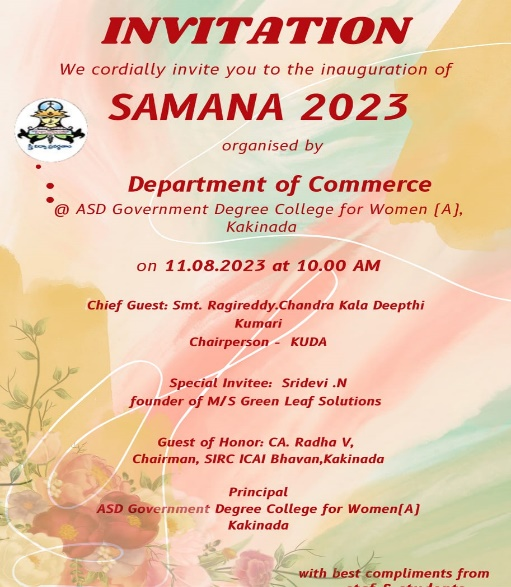 INVITATION
We cordially invite you to the inauguration of
SAMANA 2023
organised by
Department of Commerce
@ ASD Government Degree College for Women [A],
Kakinada
on 11.08.2023 at 10.00 AM
Chief Guest: Smt. Ragireddy.Chandra Kala Deepthi
Kumari
Chairperson - KUDA
Special Invitee: Sridevi .N
founder of M/S Green Leaf Solutions
Guest of Honor: CA. Radha V,
Chairman, SIRC ICAI Bhavan,Kakinada
Principal
ASD Government Degree College for Women[A]
Kakinada
with best compliments from